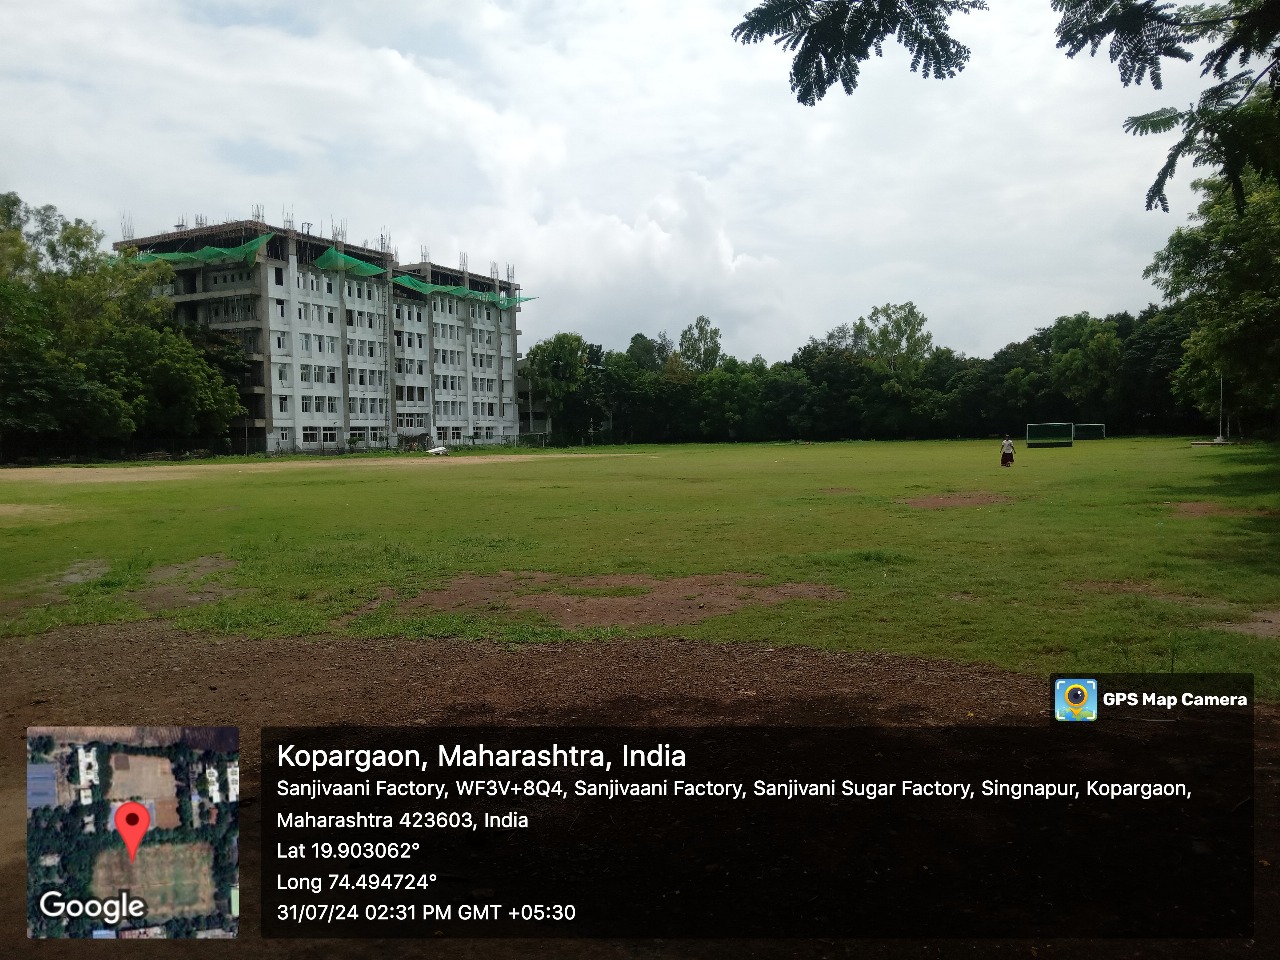 GPS Map Camera
Kopargaon, Maharashtra, India
Sanjivaani Factory, WF3V+8Q4, Sanjivaani Factory, Sanjivani Sugar Factory, Singnapur, Kopargaon,
Maharashtra 423603, India
Lat 19.903062°
Long 74.494724°
31/07/24 02:31 PM GMT +05:30
Google